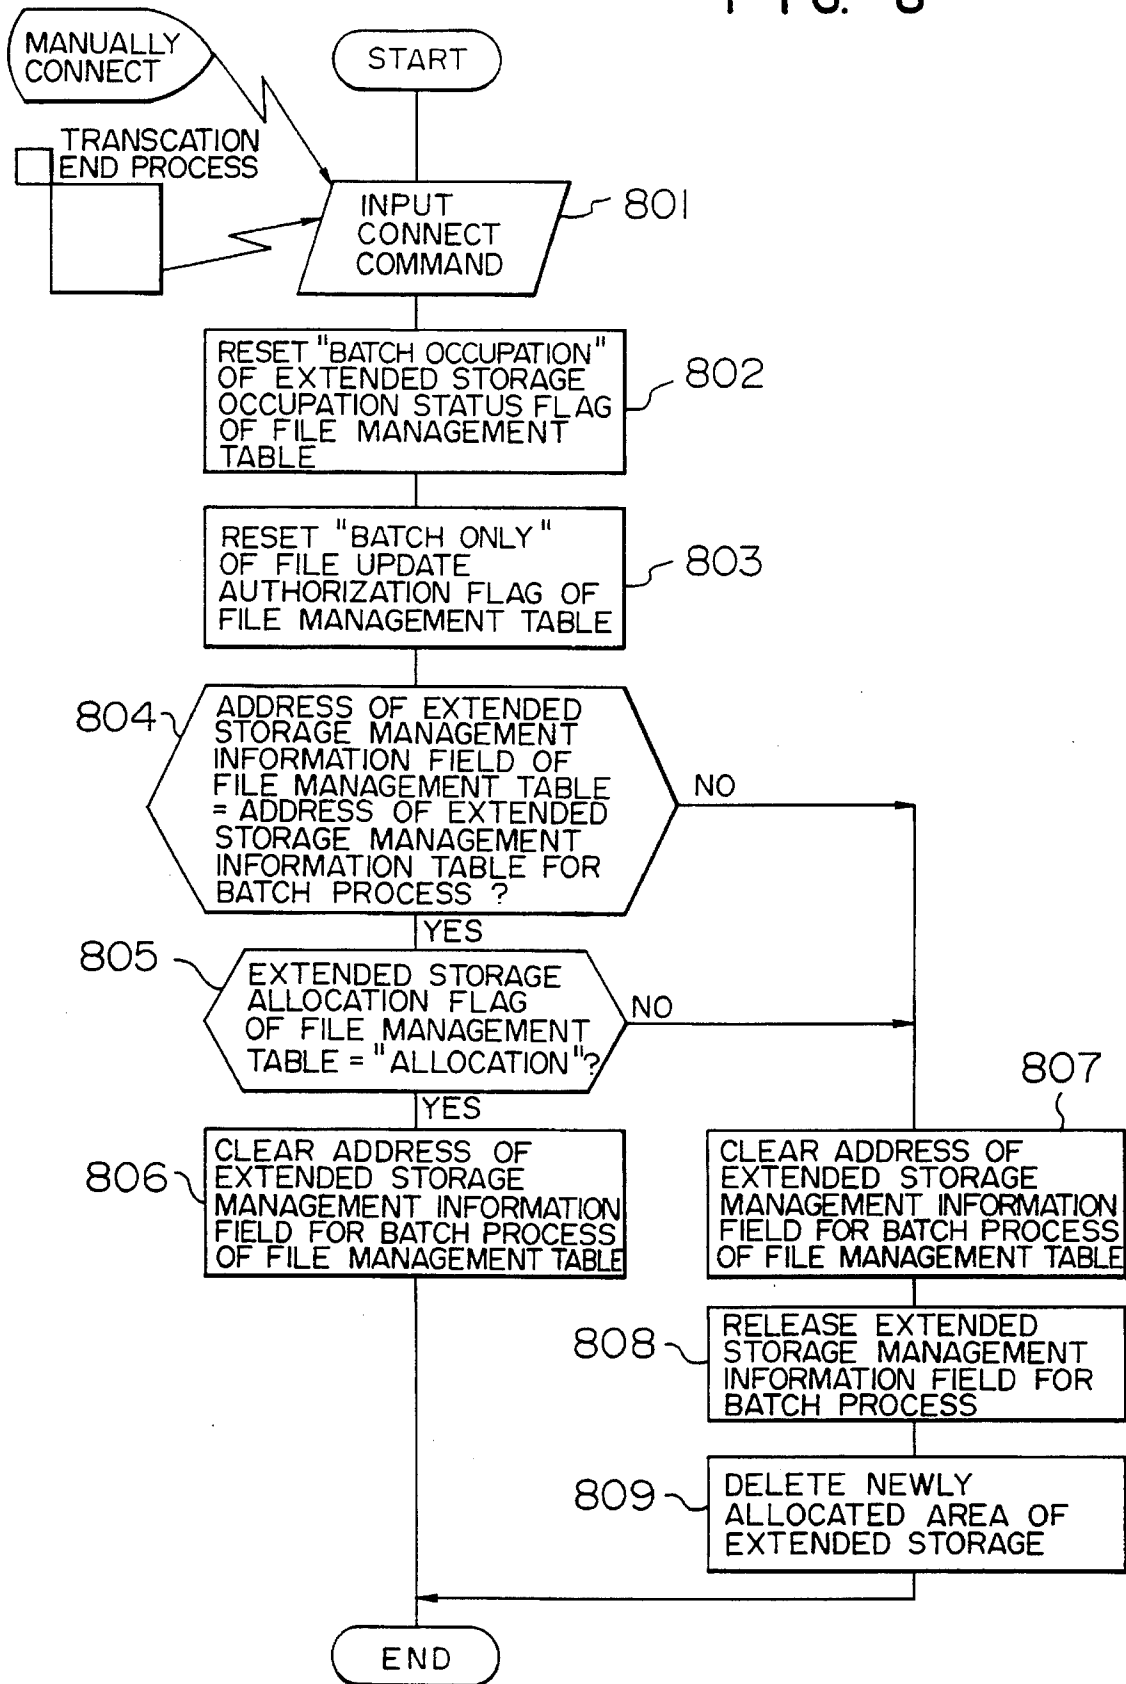 FIG. 8
MANUALLY
CONNECT
START
TRANSCATION
END PROCESS
INPUT
CONNECT
COMMAND
801
RESET "BATCH OCCUPATION"
OF EXTENDED STORAGE
OCCUPATION STATUS FLAG
OF FILE MANAGEMENT
TABLE
802
RESET "BATCH ONLY"
OF FILE UPDATE
AUTHORIZATION FLAG OF
FILE MANAGEMENT TABLE
803
804
ADDRESS OF EXTENDED
STORAGE MANAGEMENT
INFORMATION FIELD OF
FILE MANAGEMENT TABLE
= ADDRESS OF EXTENDED
STORAGE MANAGEMENT
INFORMATION TABLE FOR
BATCH PROCESS ?
NO
YES
805
EXTENDED STORAGE
ALLOCATION FLAG
OF FILE MANAGEMENT
TABLE = "ALLOCATION"?
NO
YES
806
CLEAR ADDRESS OF
EXTENDED STORAGE
MANAGEMENT INFORMATION
FIELD FOR BATCH PROCESS
OF FILE MANAGEMENT TABLE
807
CLEAR ADDRESS OF
EXTENDED STORAGE
MANAGEMENT INFORMATION
FIELD FOR BATCH PROCESS
OF FILE MANAGEMENT TABLE
808
RELEASE EXTENDED
STORAGE MANAGEMENT
INFORMATION FIELD FOR
BATCH PROCESS
809
DELETE NEWLY
ALLOCATED AREA OF
EXTENDED STORAGE
END